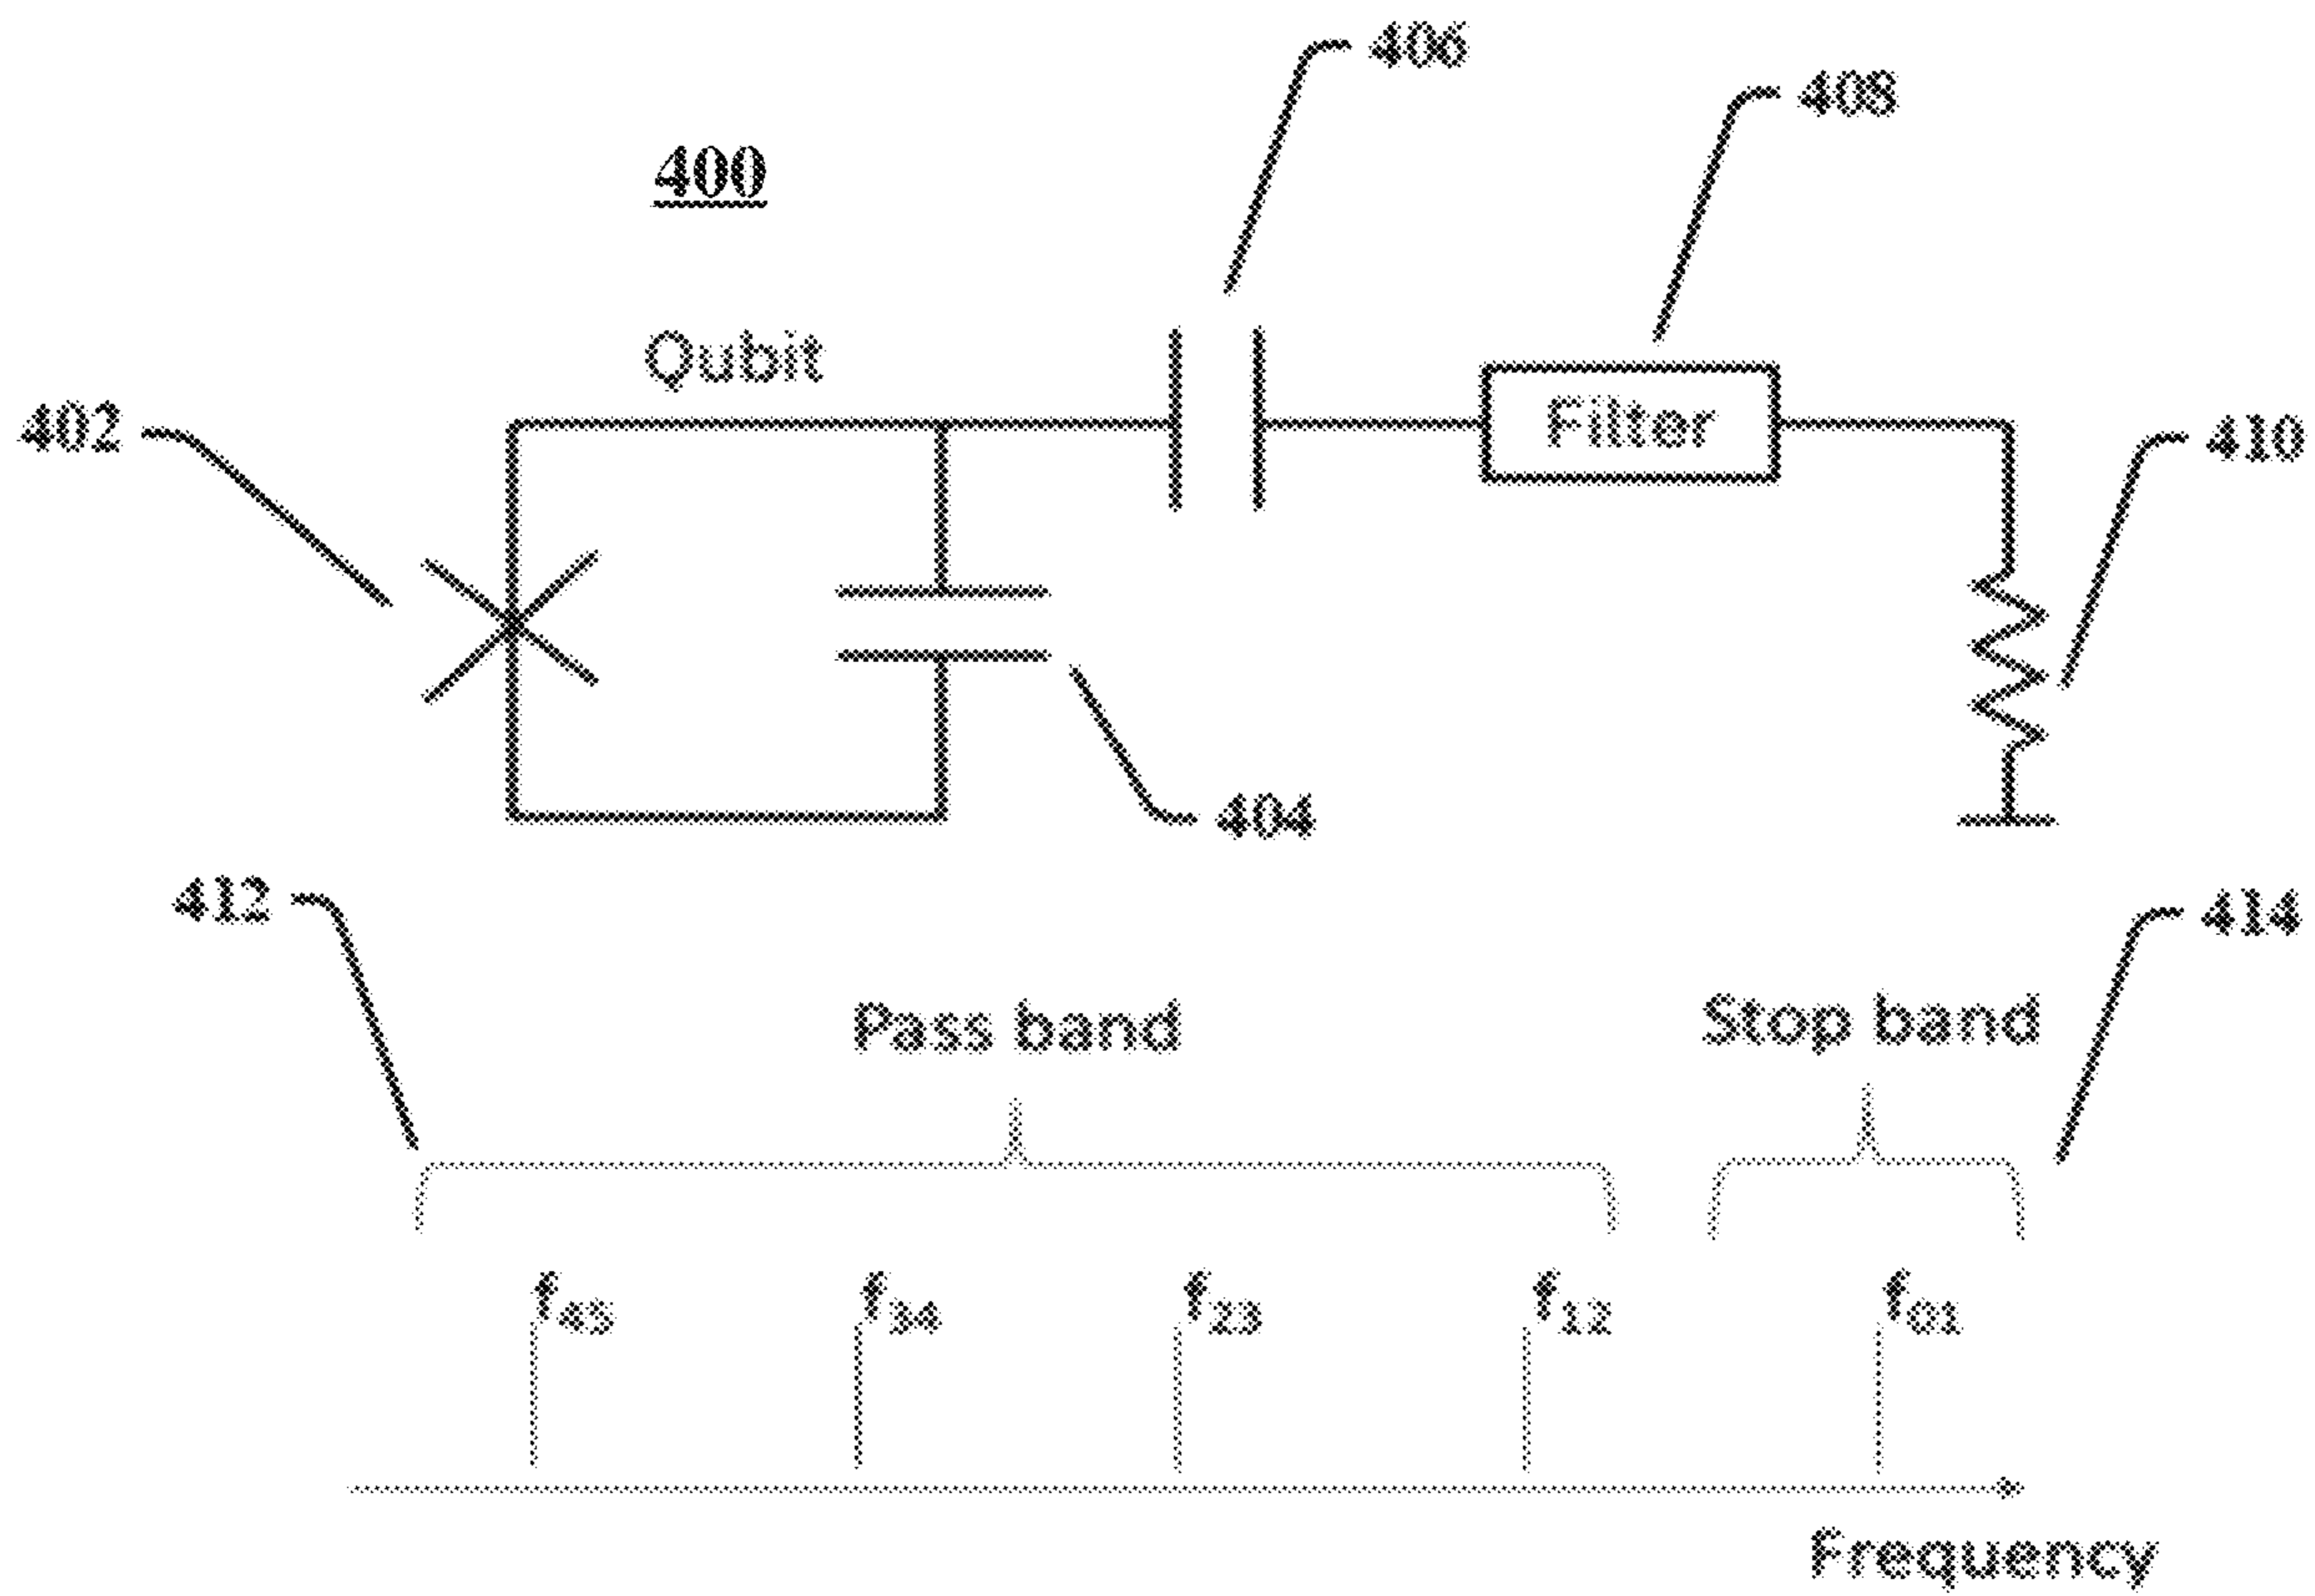 406
408
400
Qubit
402
Filter
410
404
412
414
Pass band
Stop band
f45
f34
f23
f12
f01
Frequency